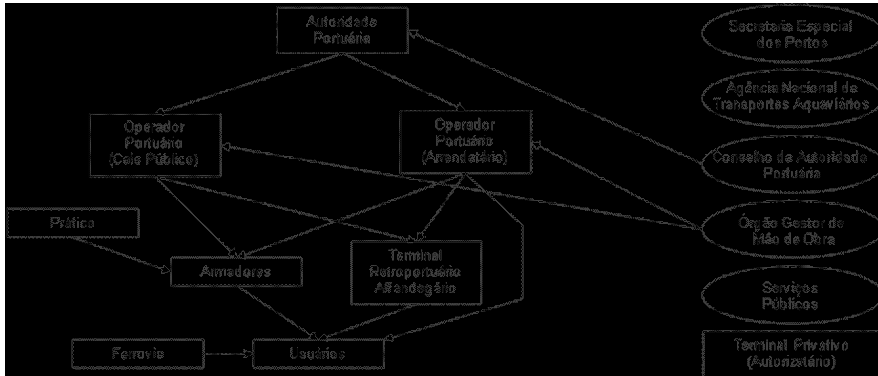 Autoridade
Portuária
Secretaria Especial
dos Portos
Agência Nacional de
Transportes Aquaviários
Operador
Portuário
(Cais Público)
Operador
Portuário
(Arrendatário)
Conselho de Autoridade
Portuária
Prático
Órgão Gestor de
Mão de Obra
Armadores
Terminal
Retroportuário
Alfandegário
Serviços
Públicos
Ferrovia
Usuários
Terminal Privativo
(Autorizatário)